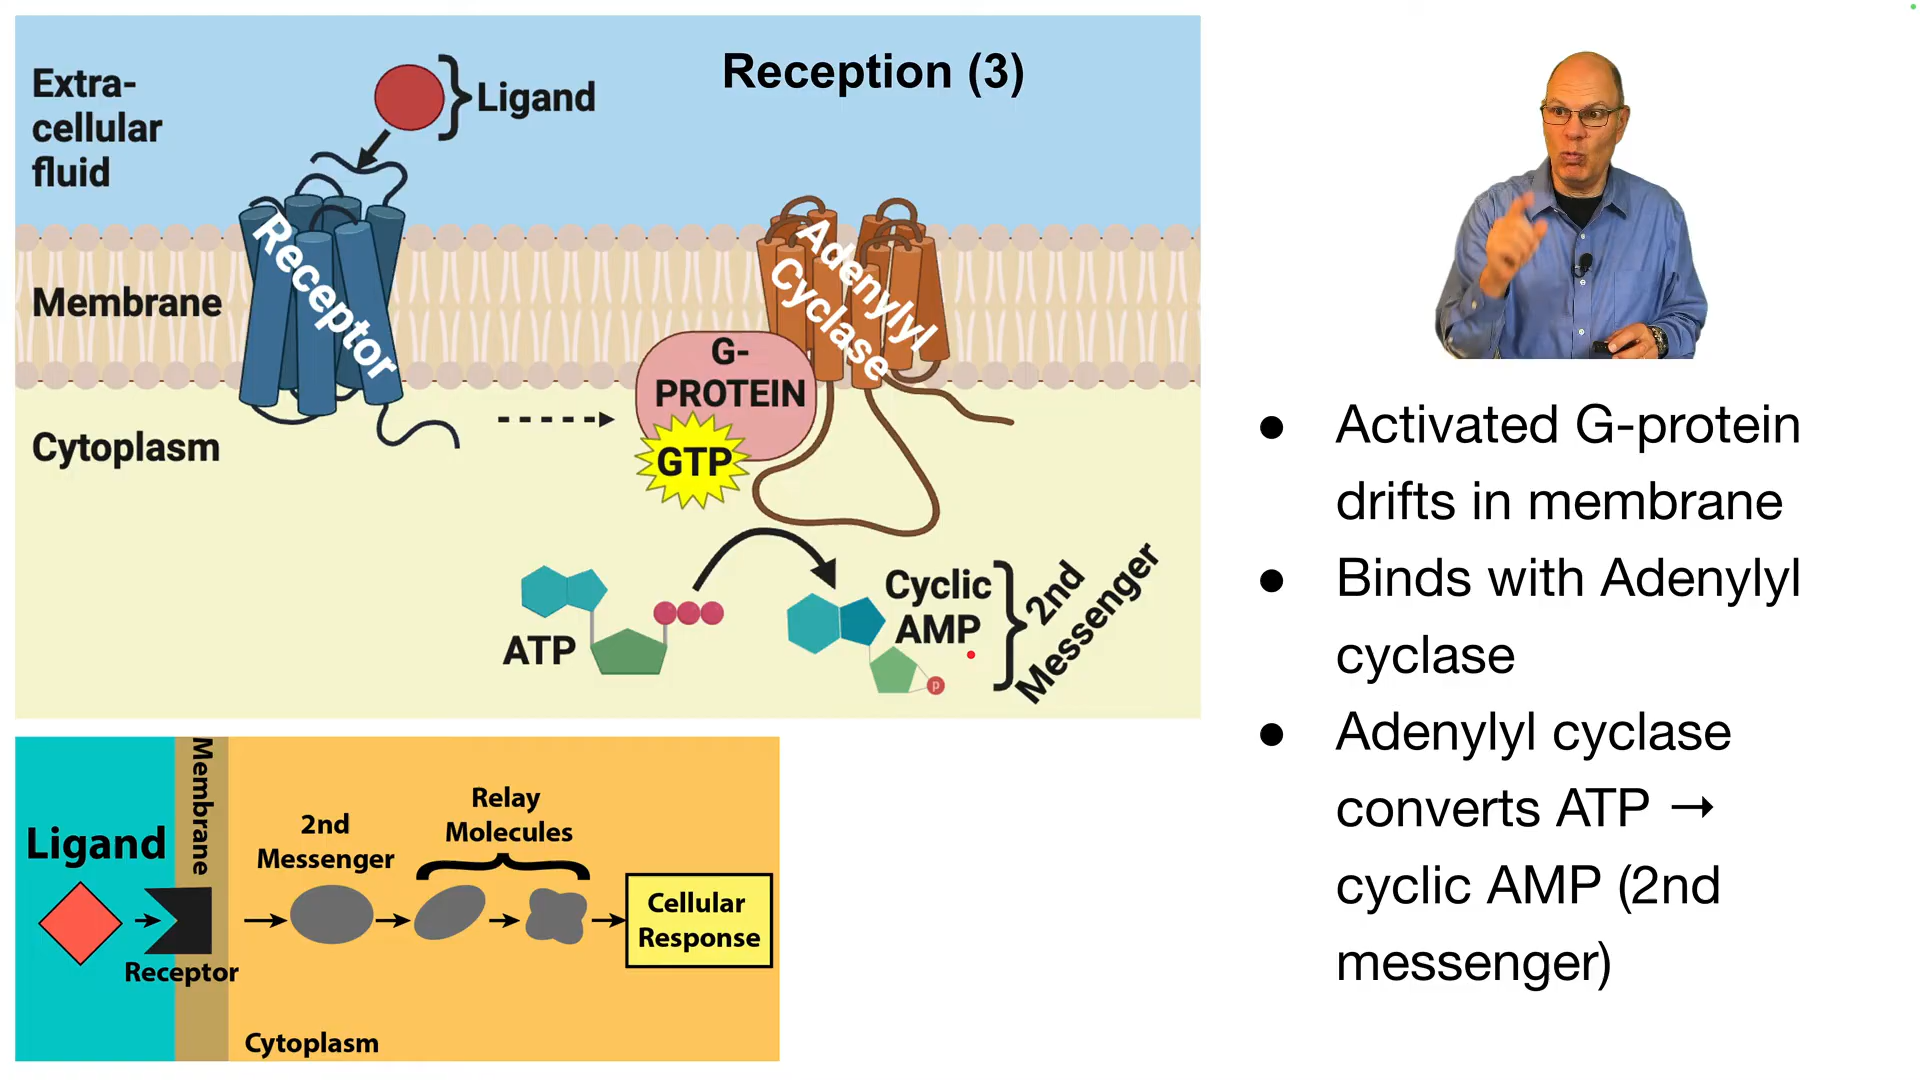 Reception (3)
Extra-
cellular
fluid
Ligand
Receptor
Membrane
Cytoplasm
Adenylyl
Cyclase
G-
PROTEIN
GTP
ATP
Cyclic
AMP
P
2nd
Messenger
Ligand
Membrane
Receptor
2nd
Messenger
Relay
Molecules
Cellular
Response
Cytoplasm
● Activated G-protein
drifts in membrane
● Binds with Adenylyl
cyclase
● Adenylyl cyclase
converts ATP →
cyclic AMP (2nd
messenger)